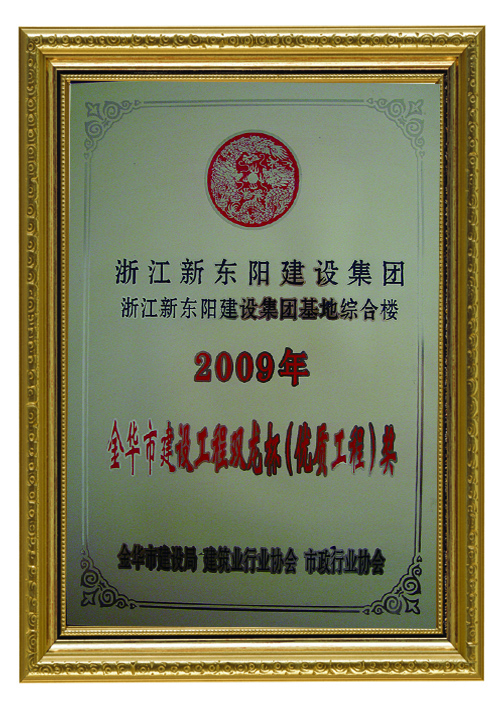 浙江新东阳建设集团
浙江新东阳建设集团基地综合楼
2009年
金华市建设工程双龙杯(优质工程)奖
金华市建设局 建筑业行业协会 市政行业协会